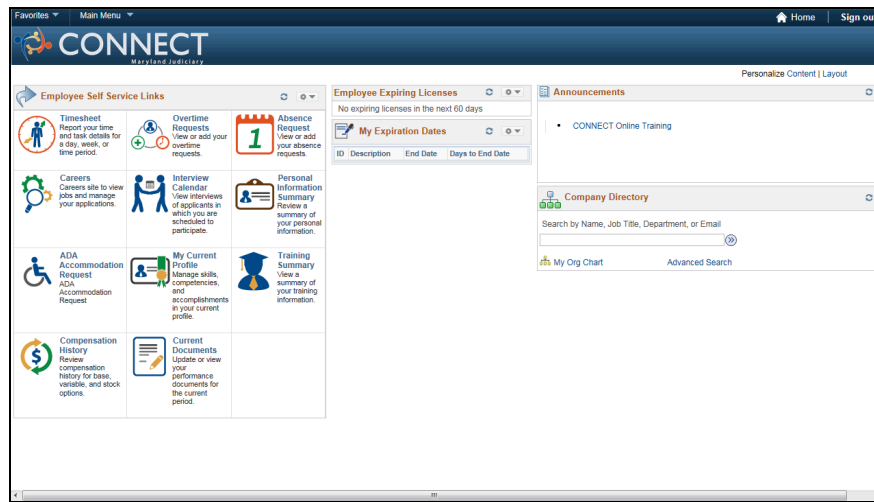 Favorites Main Menu Home Sign out
CONNECT
Maryland Judiciary
Personalize Content | Layout
Employee Self Service Links
Timesheet
Report your time
and task details for
a day, week, or
time period.
Overtime
Requests
View or add your
overtime
requests.
1
Absence
Request
View or add
your absence
requests.
Careers
Careers site to view
jobs and manage
your applications.
Interview
Calendar
View interviews
of applicants in
which you are
scheduled to
participate.
Personal
Information
Summary
Review a
summary of
your personal
information.
ADA
Accommodation
Request
ADA
Accommodation
Request
My Current
Profile
Manage skills,
competencies,
and
accomplishments
in your current
profile.
Training
Summary
View a
summary of
your training
information.
$
Compensation
History
Review
compensation
history for base,
variable, and stock
options.
Current
Documents
Update or view
your
performance
documents for
the current
period.
Employee Expiring Licenses
No expiring licenses in the next 60 days
My Expiration Dates
ID Description End Date Days to End Date
Announcements
• CONNECT Online Training
Company Directory
Search by Name, Job Title, Department, or Email
My Org Chart Advanced Search